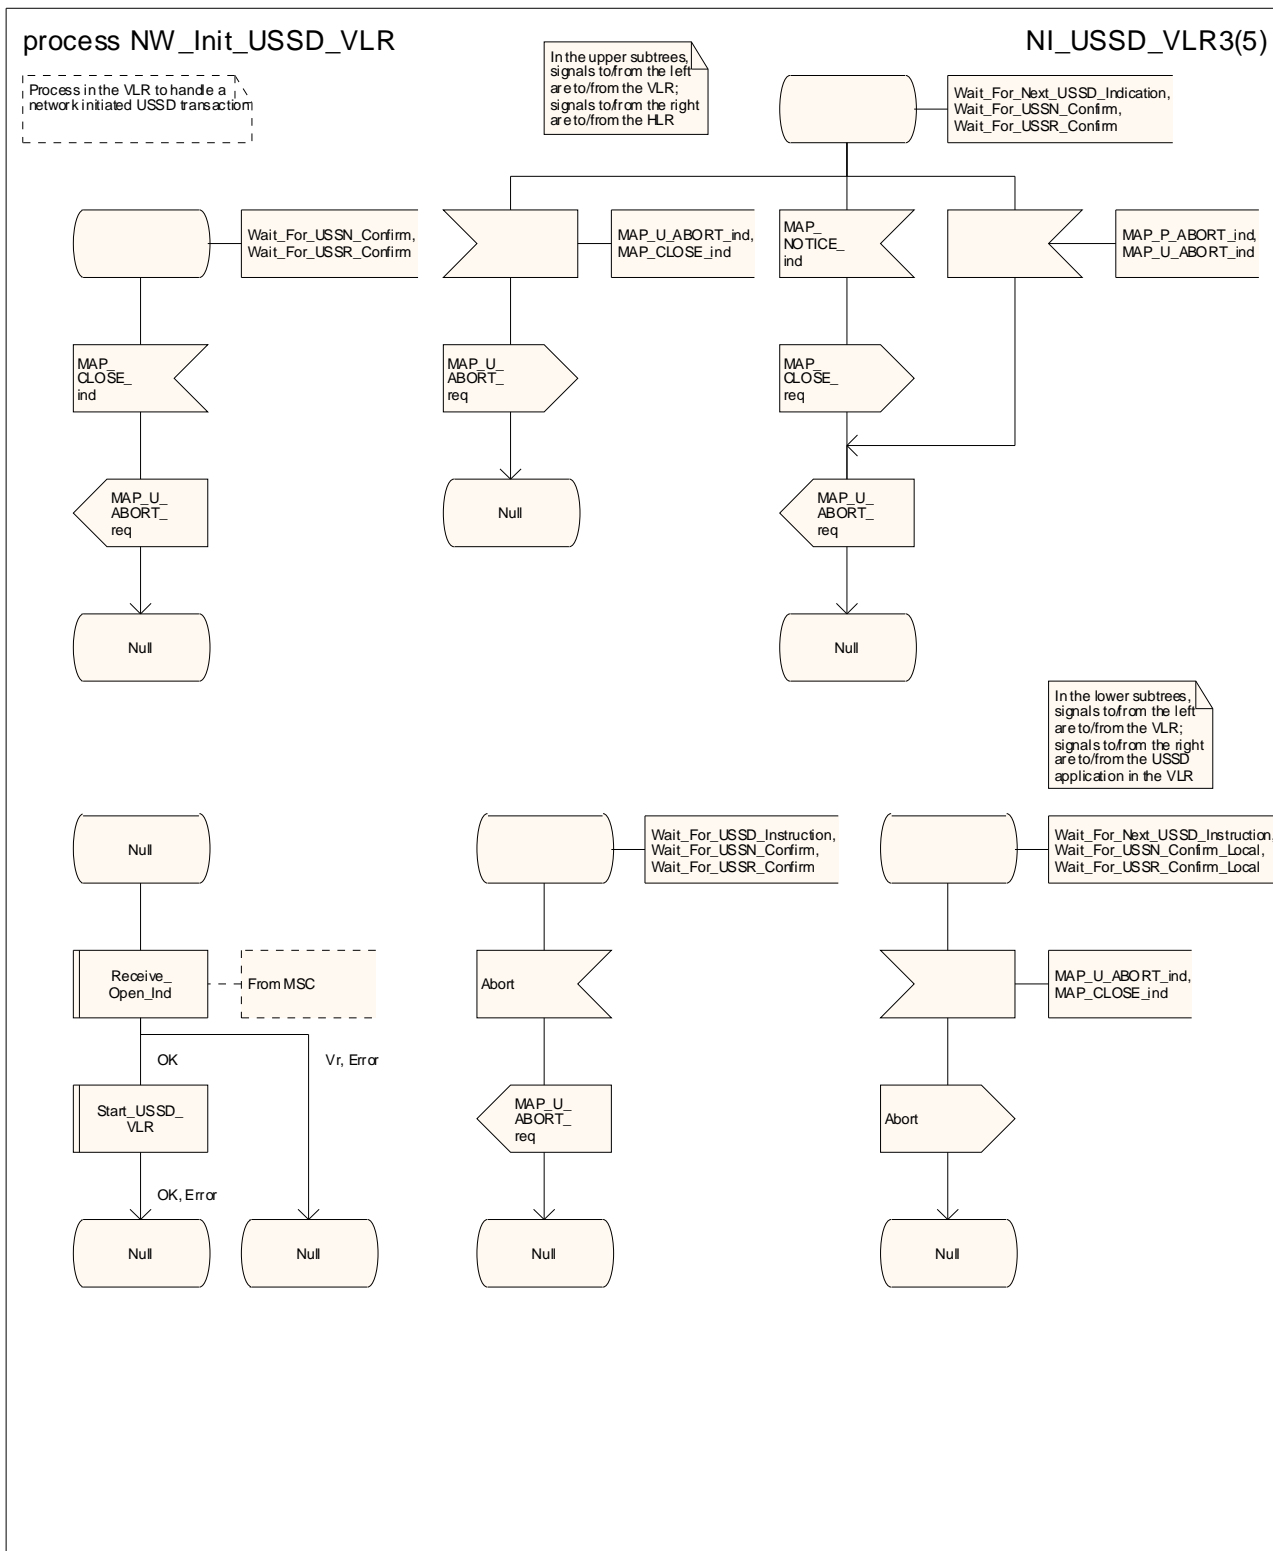 process NW_Init_USSD_VLR
NI_USSD_VLR3(5)
Process in the VLR to handle a
network initiated USSD transaction
In the upper subtrees,
signals to/from the left
are to/from the VLR;
signals to/from the right
are to/from the HLR
Wait_For_Next_USSD_Indication,
Wait_For_USSN_Confirm,
Wait_For_USSR_Confirm
Wait_For_USSN_Confirm,
Wait_For_USSR_Confirm
MAP_U_ABORT_ind,
MAP_CLOSE_ind
MAP_
NOTICE_
ind
MAP_P_ABORT_ind,
MAP_U_ABORT_ind
MAP_
CLOSE_
ind
MAP_U_
ABORT_
req
MAP_
CLOSE_
req
MAP_U_
ABORT_
req
Null
MAP_U_
ABORT_
req
Null
Null
In the lower subtrees,
signals to/from the left
are to/from the VLR;
signals to/from the right
are to/from the USSD
application in the VLR
Null
Wait_For_USSD_Instruction,
Wait_For_USSN_Confirm,
Wait_For_USSR_Confirm
Wait_For_Next_USSD_Instruction,
Wait_For_USSN_Confirm_Local,
Wait_For_USSR_Confirm_Local
Receive_
Open_Ind
From MSC
Abort
MAP_U_ABORT_ind,
MAP_CLOSE_ind
OK
Vr, Error
Start_USSD_
VLR
MAP_U_
ABORT_
req
Abort
OK, Error
Null
Null
Null
Null